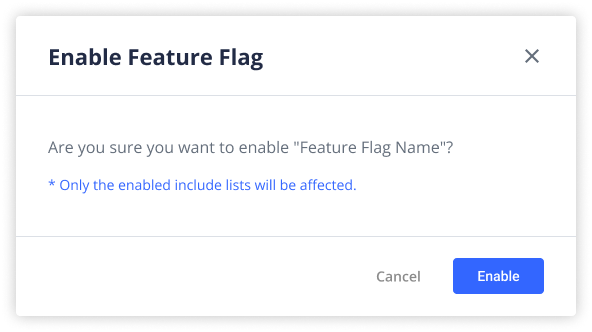 Enable Feature Flag
Are you sure you want to enable "Feature Flag Name"?
* Only the enabled include lists will be affected.
Cancel
Enable